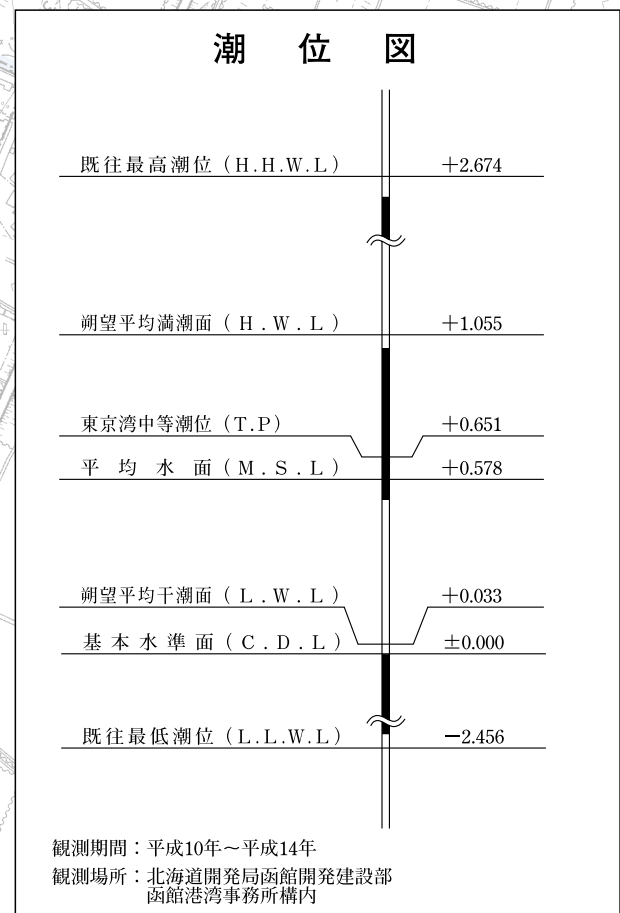 潮位図
既往最高潮位（H.H.W.L） +2.674
朔望平均満潮面（H.W.L） +1.055
東京湾中等潮位（T.P） +0.651
平均水面（M.S.L） +0.578
朔望平均干潮面（L.W.L） +0.033
基本水準面（C.D.L） ±0.000
既往最低潮位（L.L.W.L） −2.456
観測期間：平成10年～平成14年
観測場所：北海道開発局函館開発建設部
函館港湾事務所構内